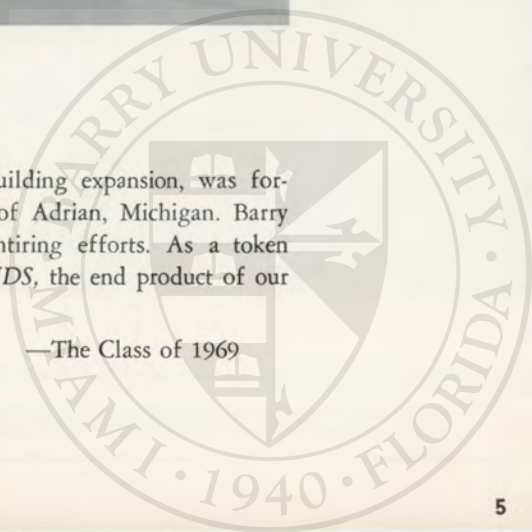 uilding expansion, was for-
of Adrian, Michigan. Barry
ntiring efforts. As a token
NDS, the end product of our
—The Class of 1969
BARRY UNIVERSITY
MIAMI · 1940 · FLORIDA
5